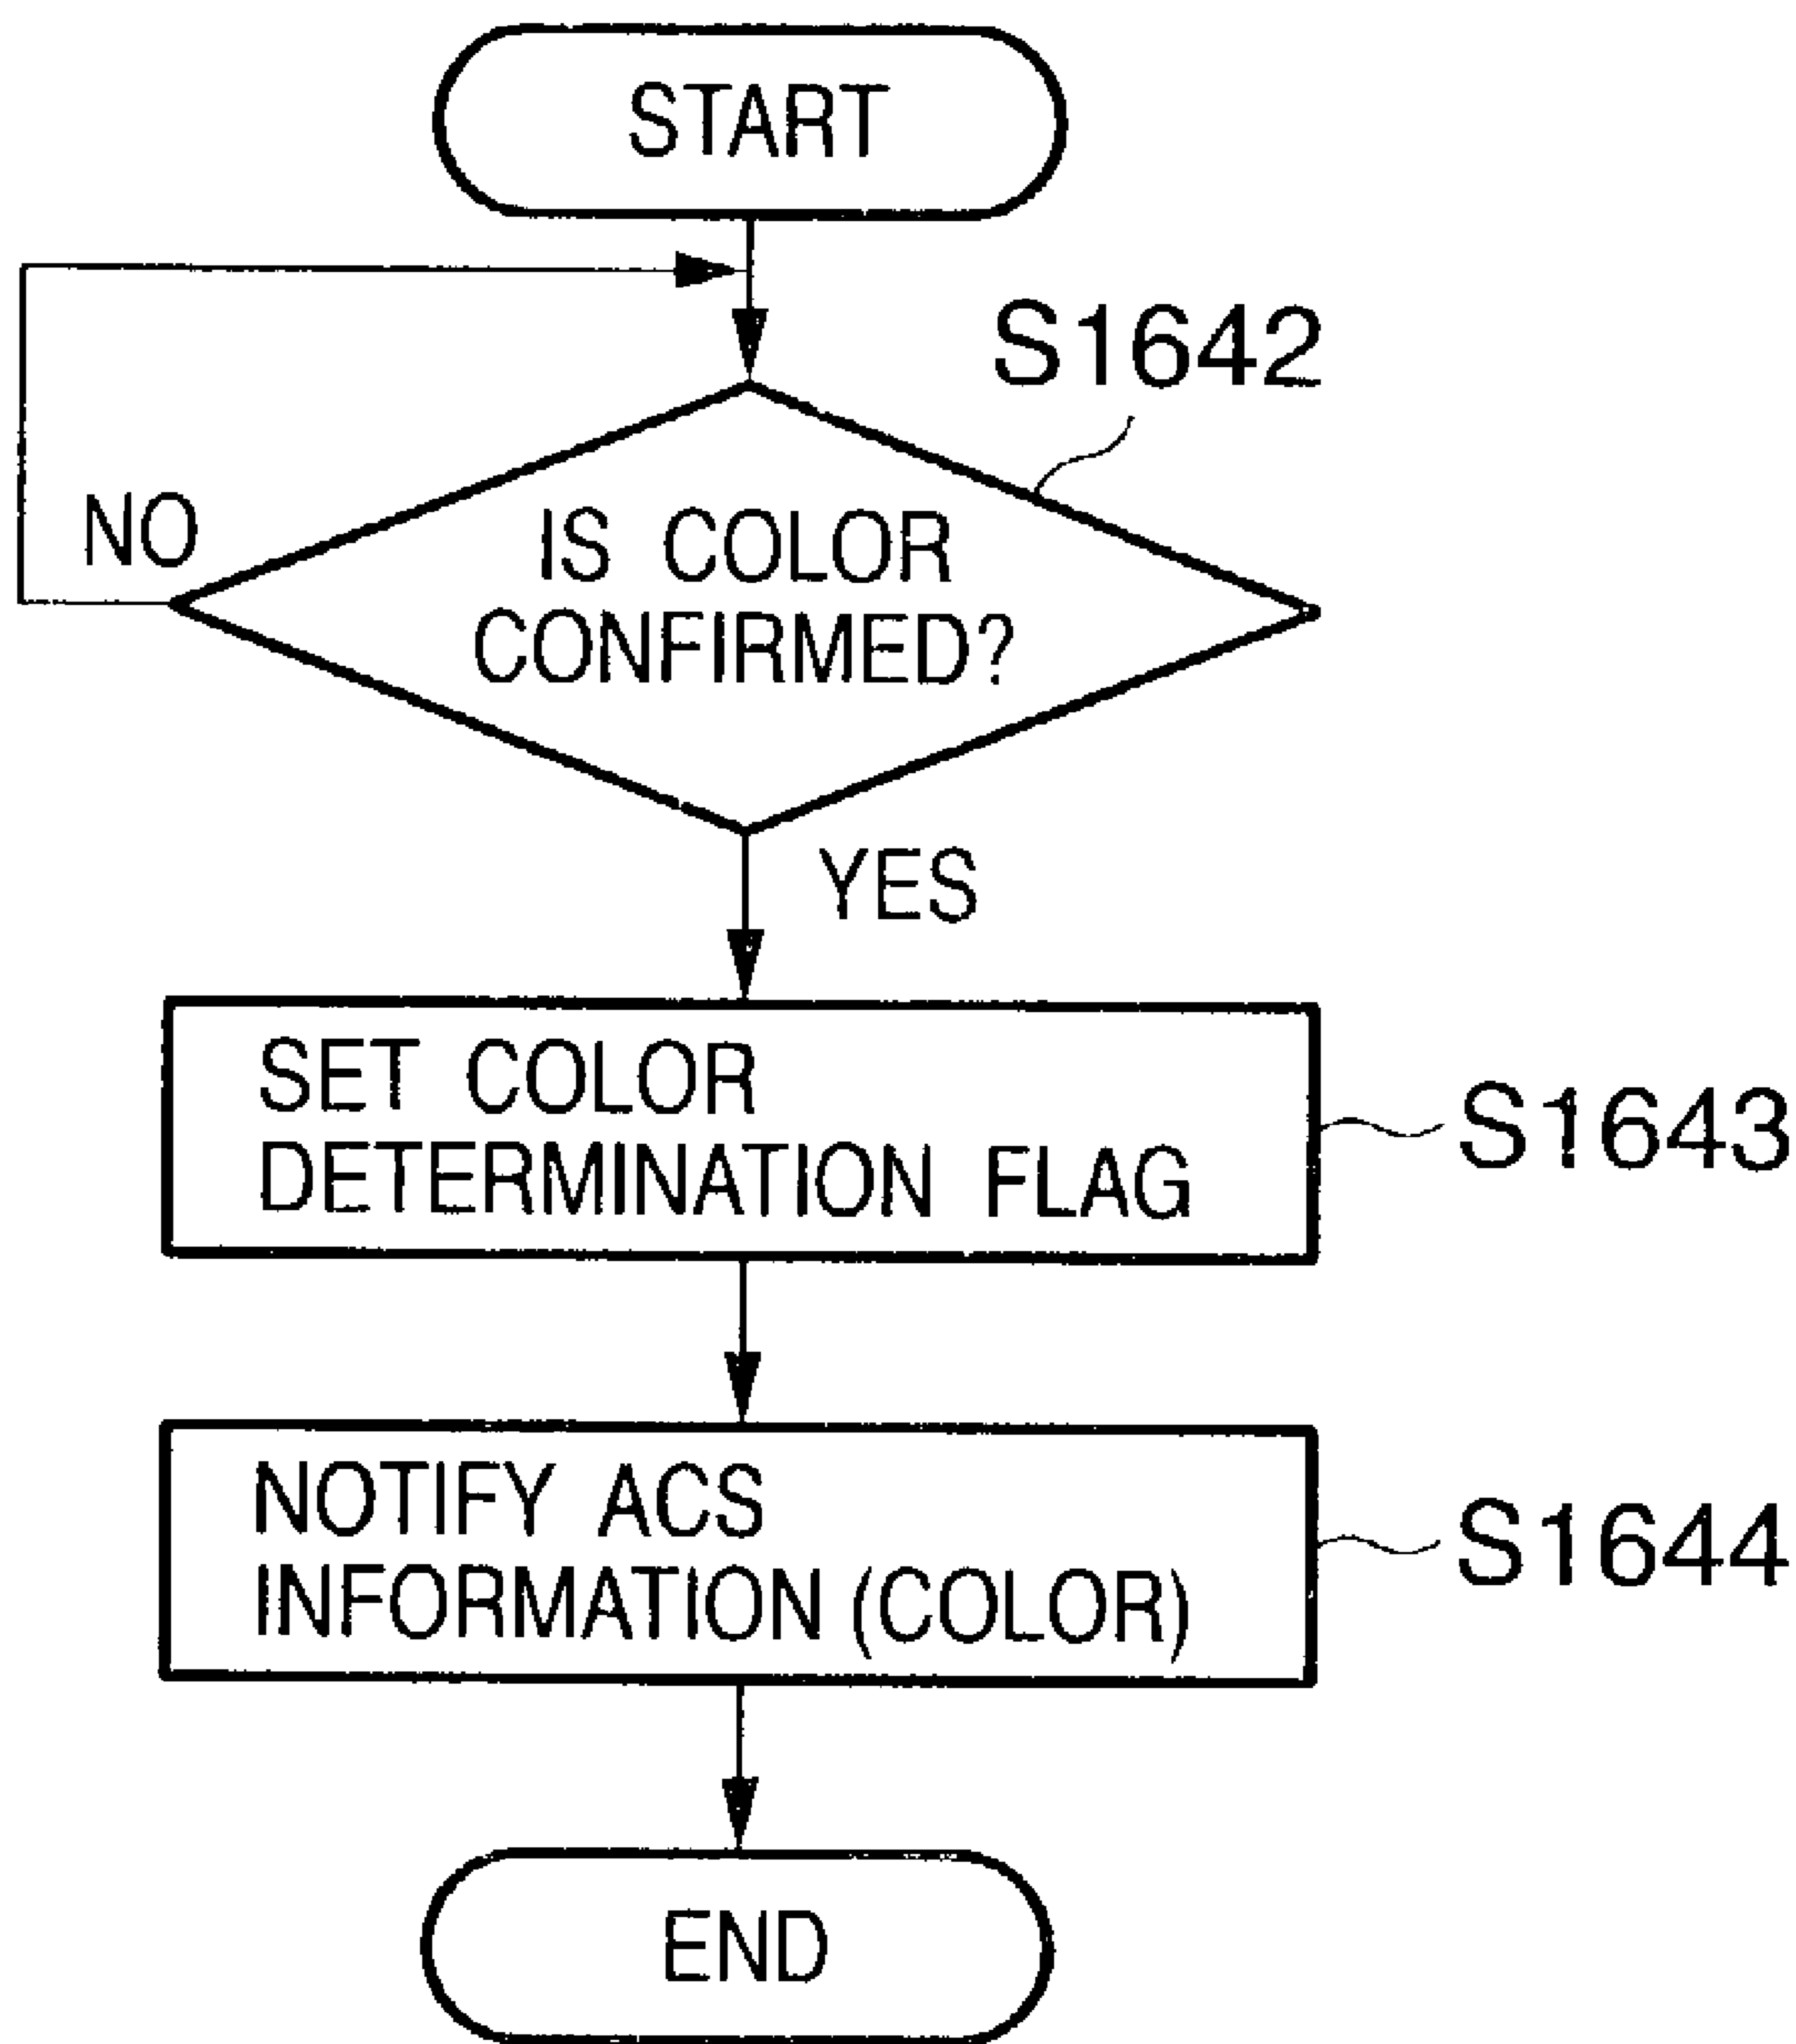 START
S1642
NO
IS COLOR
CONFIRMED?
YES
SET COLOR
DETERMINATION FLAG
S1643
NOTIFY ACS
INFORMATION (COLOR)
S1644
END